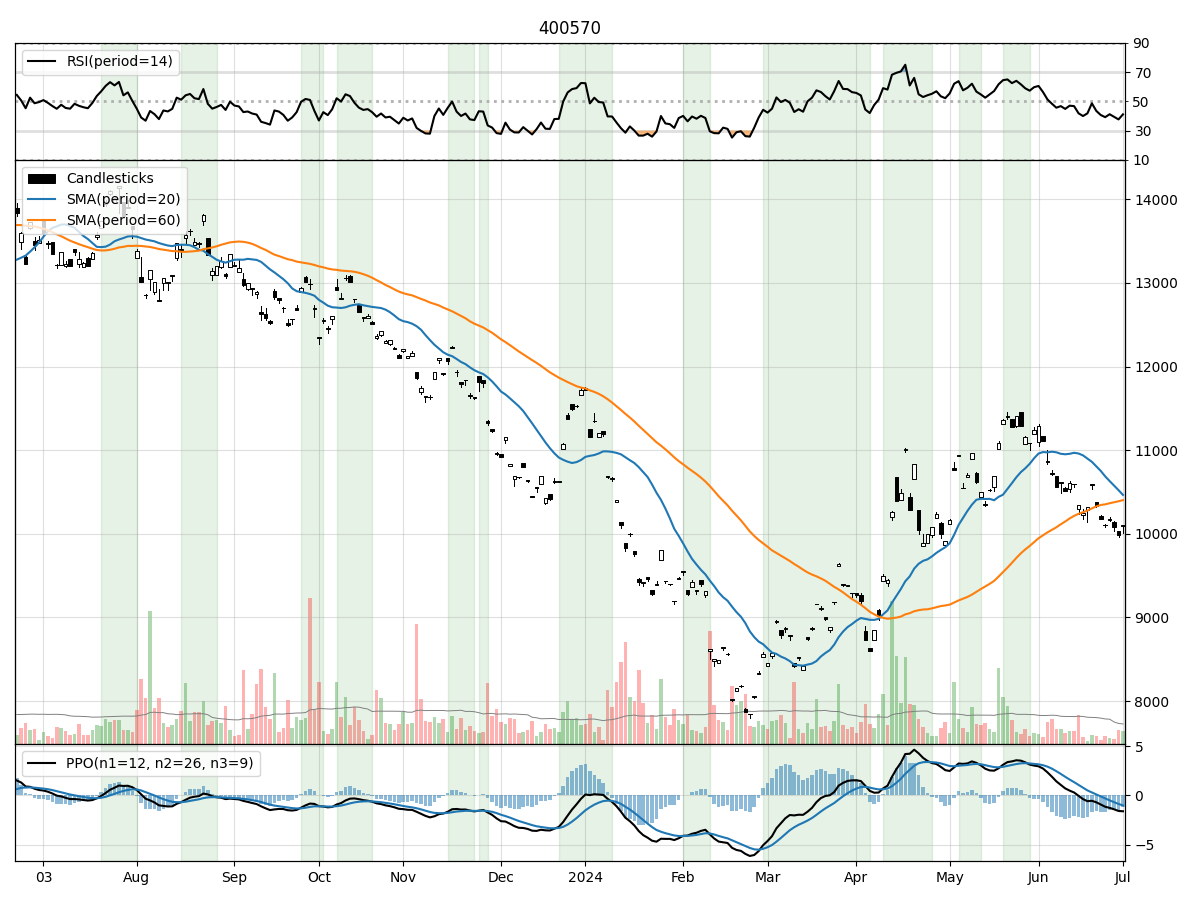 400570
RSI(period=14)
90
70
50
30
10
Candlesticks
SMA(period=20)
SMA(period=60)
14000
13000
12000
11000
10000
9000
8000
PPO(n1=12, n2=26, n3=9)
5
0
−5
03 Aug Sep Oct Nov Dec 2024 Feb Mar Apr May Jun Jul